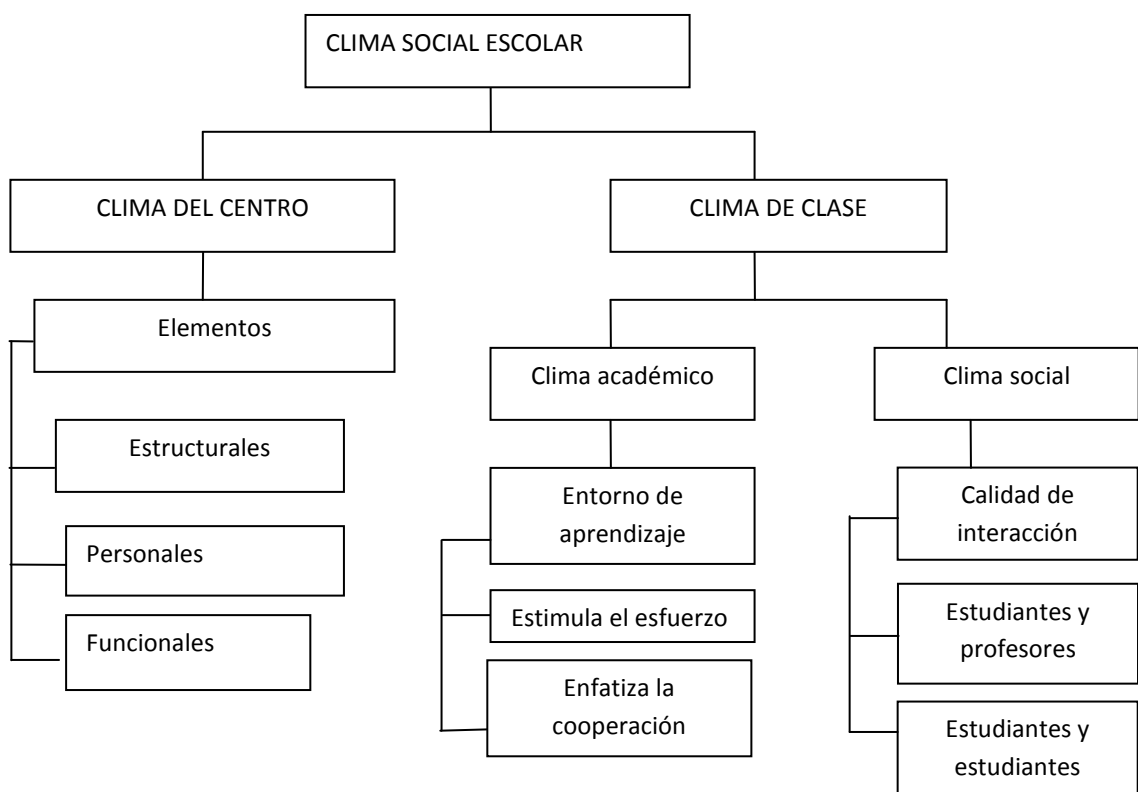 CLIMA SOCIAL ESCOLAR
CLIMA DEL CENTRO
CLIMA DE CLASE
Elementos
Estructurales
Personales
Funcionales
Clima académico
Entorno de
aprendizaje
Estimula el esfuerzo
Enfatiza la
cooperación
Clima social
Calidad de
interacción
Estudiantes y
profesores
Estudiantes y
estudiantes